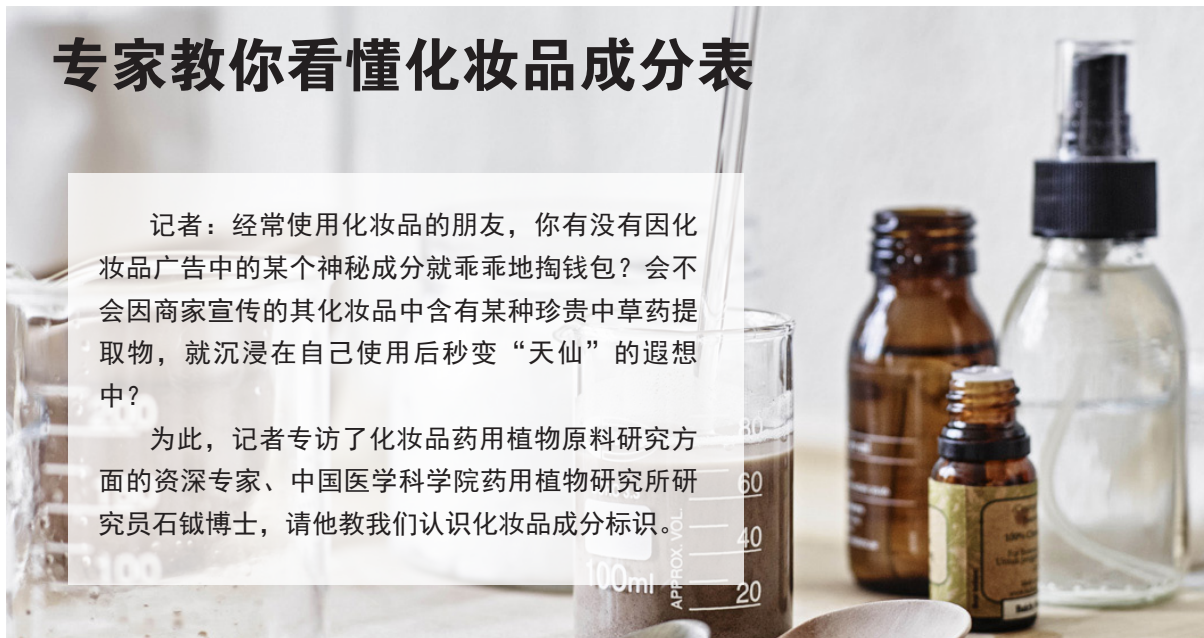 专家教你看懂化妆品成分表
记者：经常使用化妆品的朋友，你有没有因化
妆品广告中的某个神秘成分就乖乖地掏钱包？会不
会因商家宣传的其化妆品中含有某种珍贵中草药提
取物，就沉浸在自己使用后秒变“天仙”的遐想
中？
为此，记者专访了化妆品药用植物原料研究方
面的资深专家、中国医学科学院药用植物研究所研
究员石钺博士，请他教我们认识化妆品成分标识。
80
60
40
20
100ml
APPROX. VOL.
200
100